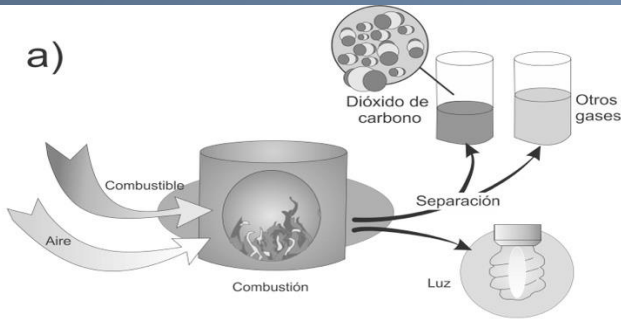 a)
Dióxido de
carbono
Otros
gases
Combustible
Aire
Separación
Combustión
Luz